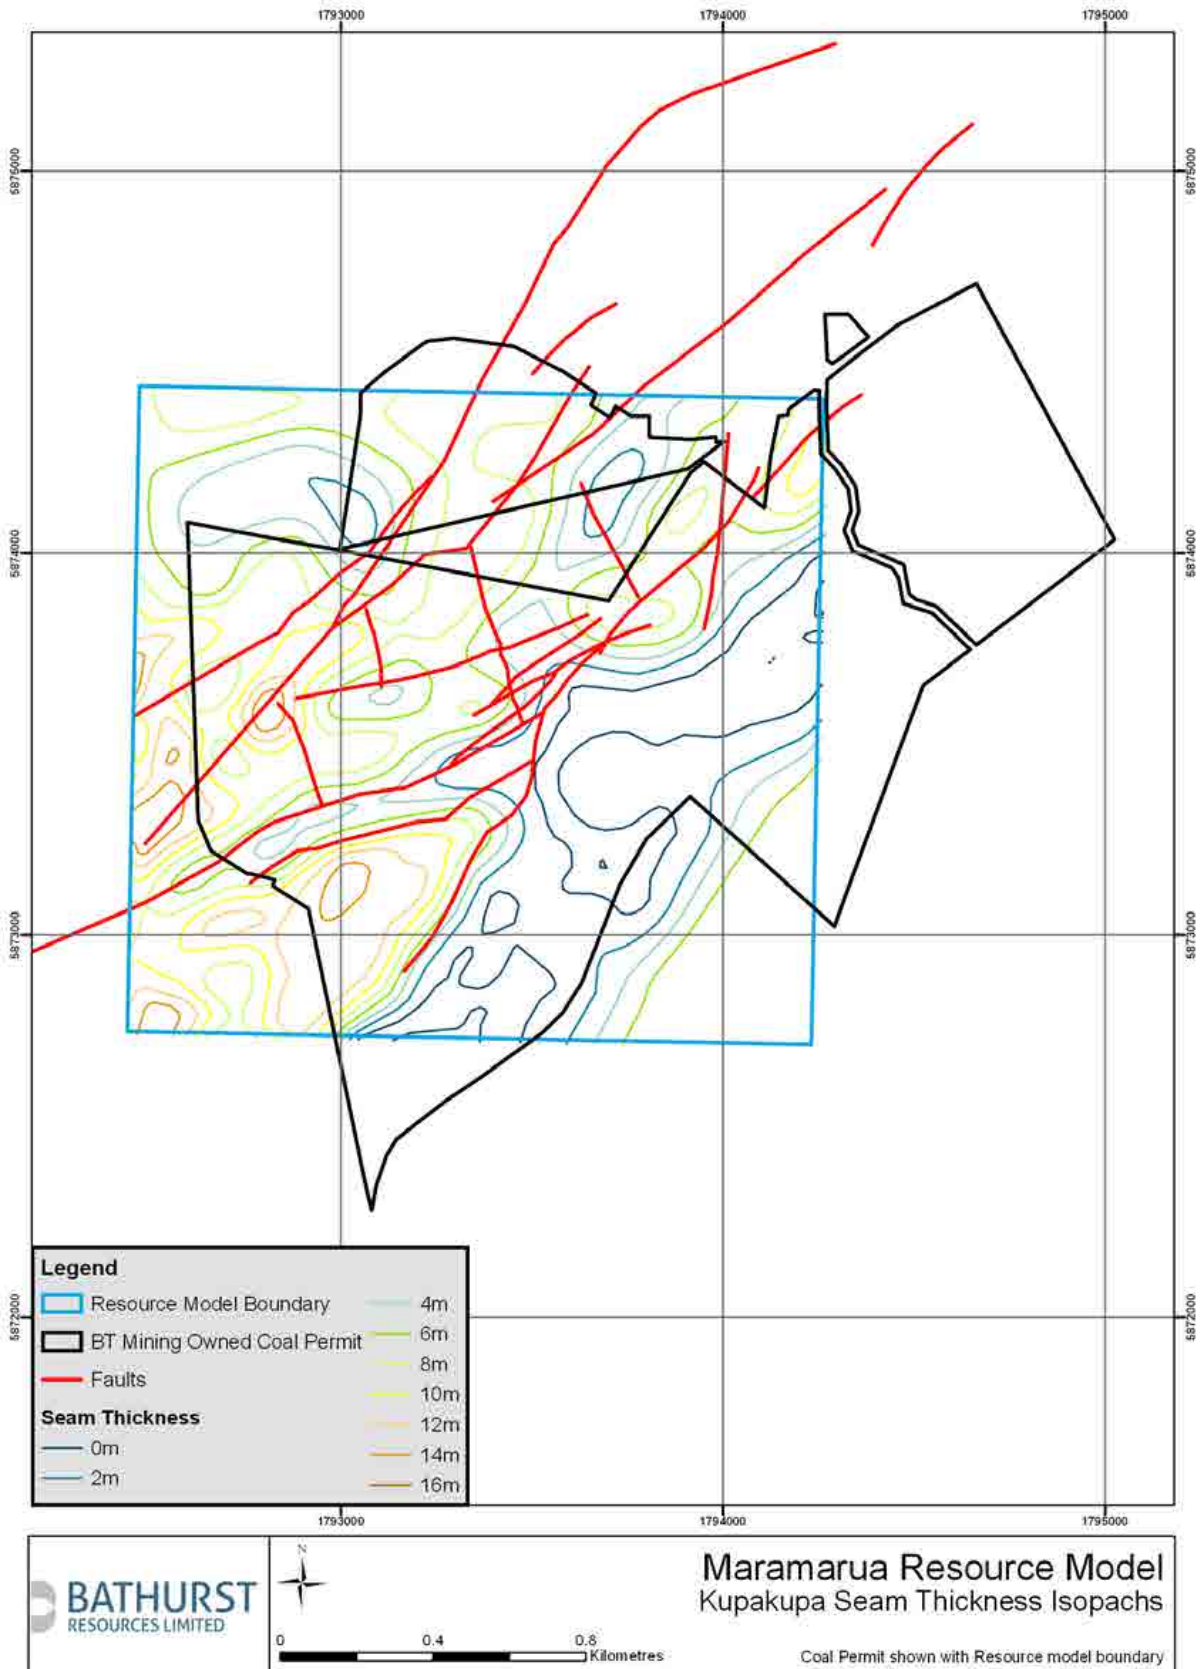 1793000
1794000
1795000
5875000
5875000
5874000
5874000
5873000
5873000
5872000
5872000
Legend
Resource Model Boundary
BT Mining Owned Coal Permit
Faults
Seam Thickness
0m
2m
4m
6m
8m
10m
12m
14m
16m
1793000
1794000
1795000
BATHURST
RESOURCES LIMITED
N
0
0.4
0.8
Kilometres
Maramarua Resource Model
Kupakupa Seam Thickness Isopachs
Coal Permit shown with Resource model boundary